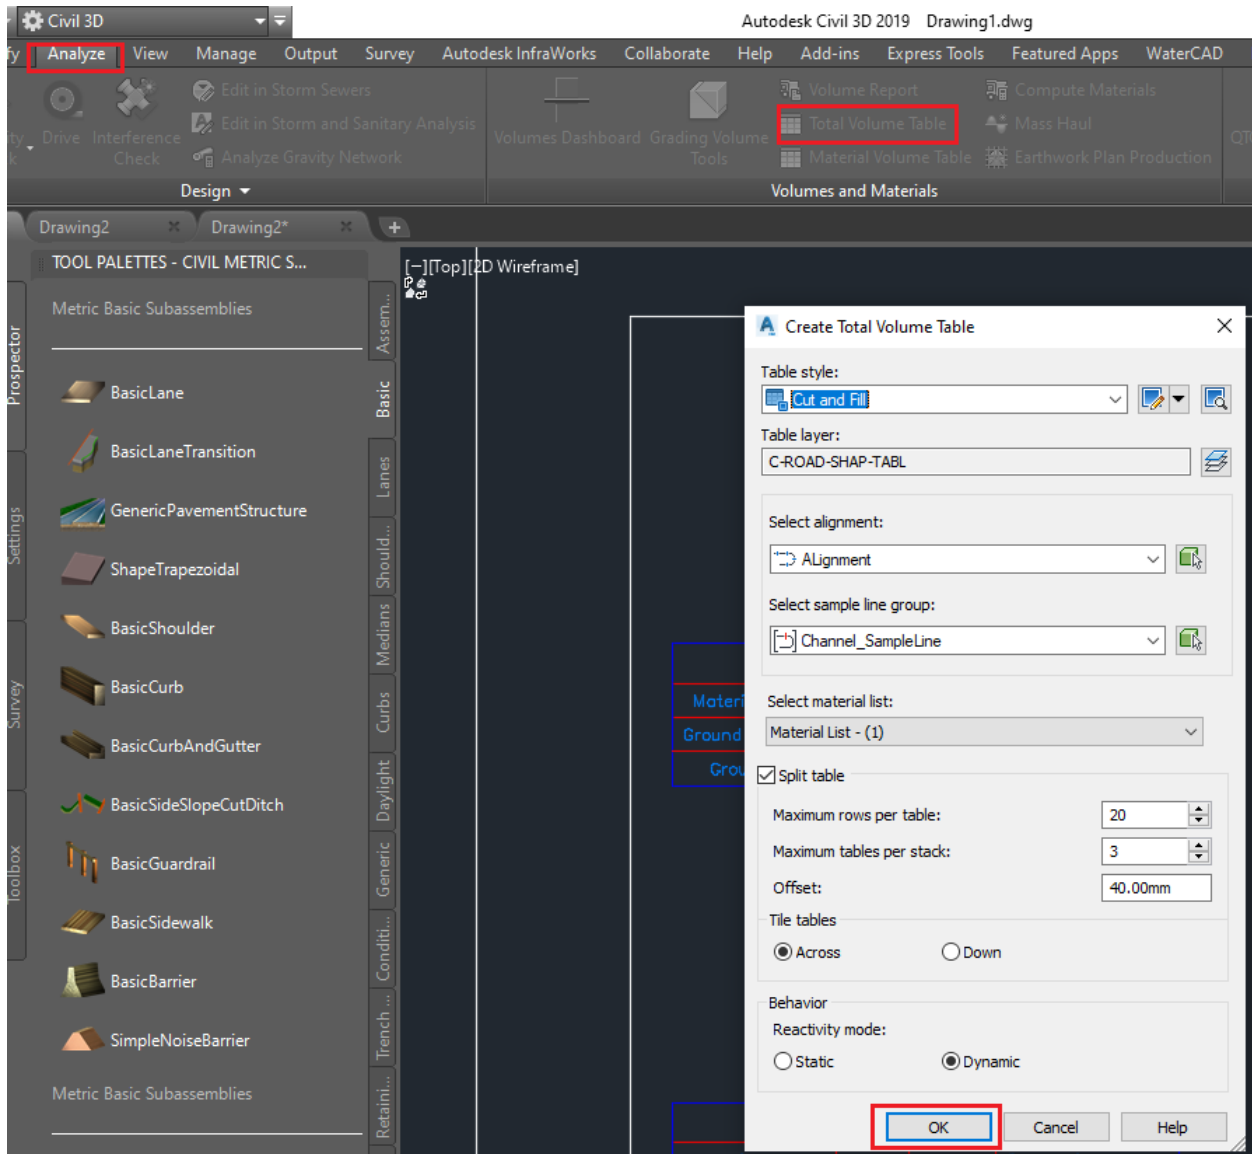 Civil 3D
Autodesk Civil 3D 2019 Drawing1.dwg
fy Analyze View Manage Output Survey Autodesk InfraWorks Collaborate Help Add-ins Express Tools Featured Apps WaterCAD
Edit in Storm Sewers
Volume Report
Compute Materials
Edit in Storm and Sanitary Analysis
Total Volume Table
Mass Haul
ity Drive Interference Check
Volumes Dashboard Grading Volume Tools
k
Analyze Gravity Network
Material Volume Table
Earthwork Plan Production
Design
Volumes and Materials
Drawing2
Drawing2*
TOOL PALETTES - CIVIL METRIC S...
[−][Top][2D Wireframe]
Metric Basic Subassemblies
BasicLane
BasicLaneTransition
GenericPavementStructure
ShapeTrapezoidal
BasicShoulder
BasicCurb
BasicCurbAndGutter
BasicSideSlopeCutDitch
BasicGuardrail
BasicSidewalk
BasicBarrier
SimpleNoiseBarrier
Metric Basic Subassemblies
Prospector
Settings
Survey
Toolbox
Assem...
Basic
Lanes
Should...
Medians
Curbs
Daylight
Generic
Conditi...
Trench ...
Retaini...
Materi
Ground
Grou
Create Total Volume Table
Table style:
Cut and Fill
Table layer:
C-ROAD-SHAP-TABL
Select alignment:
ALignment
Select sample line group:
Channel_SampleLine
Select material list:
Material List - (1)
Split table
Maximum rows per table: 20
Maximum tables per stack: 3
Offset: 40.00mm
Tile tables
Across Down
Behavior
Reactivity mode:
Static Dynamic
OK Cancel Help